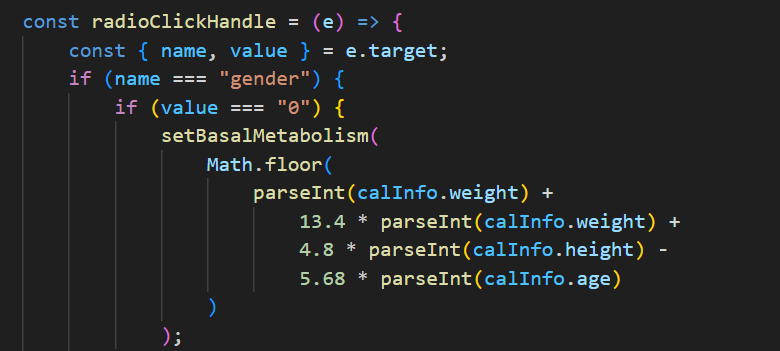 const radioClickHandle = (e) => {
const { name, value } = e.target;
if (name === "gender") {
if (value === "0") {
setBasalMetabolism(
Math.floor(
parseInt(calInfo.weight) +
13.4 * parseInt(calInfo.weight) +
4.8 * parseInt(calInfo.height) -
5.68 * parseInt(calInfo.age)
)
);